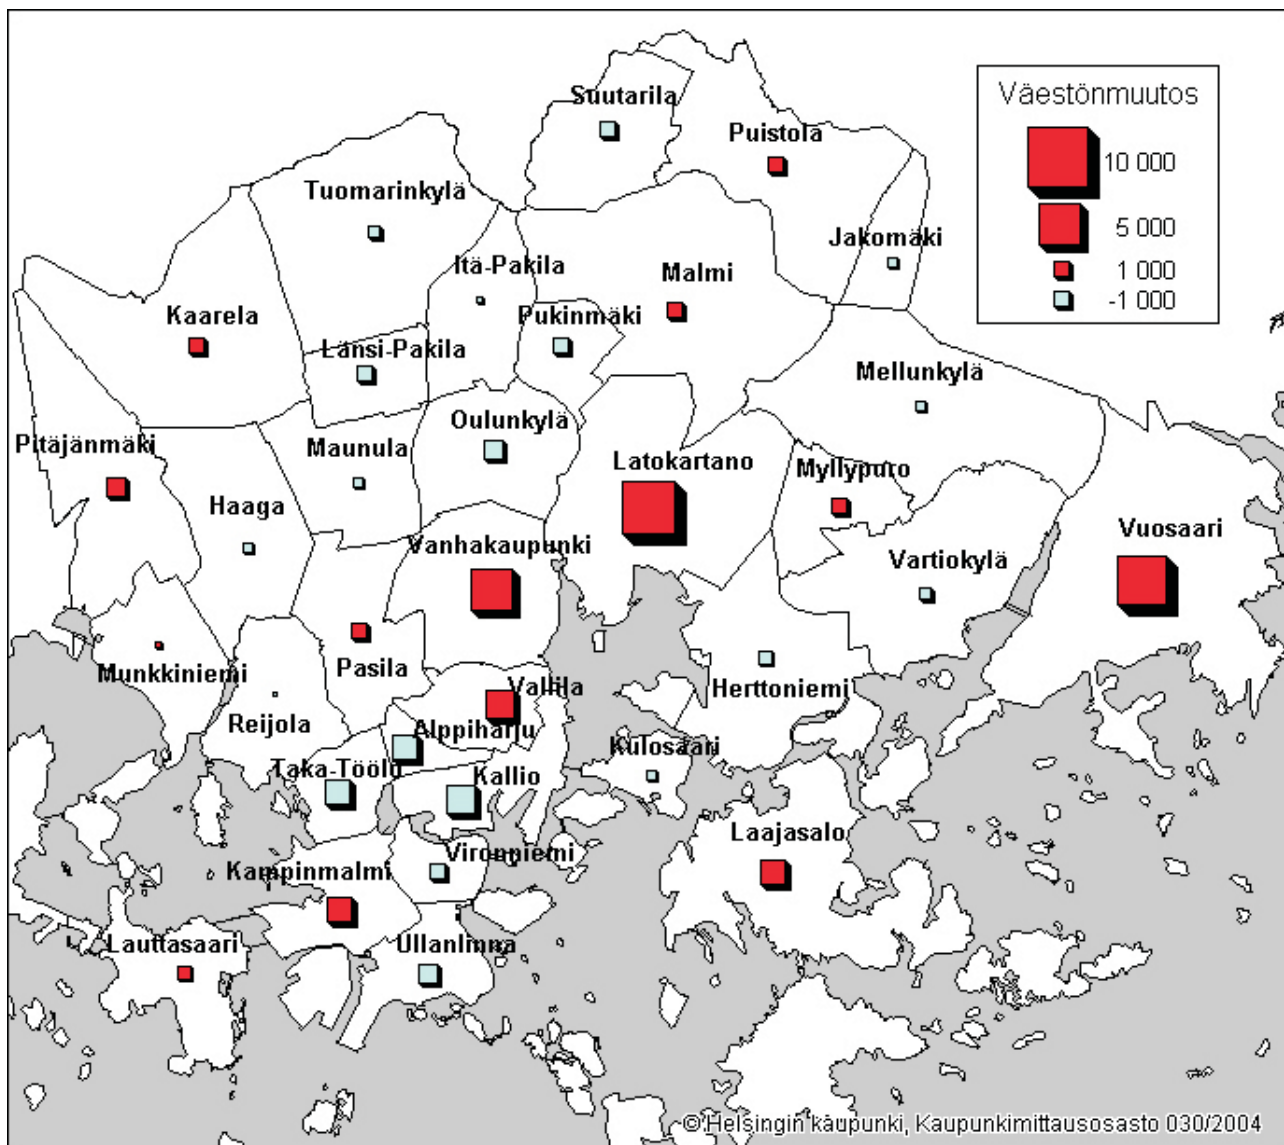 Väestönmuutos
10 000
5 000
1 000
-1 000
Suutarila
Puistola
Tuomarinkylä
Jakomäki
Itä-Pakila
Malmi
Kaarela
Pukinmäki
Länsi-Pakila
Mellunkylä
Oulunkylä
Pitäjänmäki
Maunula
Latokartano
Myllypuro
Haaga
Vuosaari
Vanhakaupunki
Vartiokylä
Munkkiniemi
Pasila
Vallila
Herttoniemi
Reijola
Alppiharju
Kulosaari
Taka-Töölö
Kallio
Laajasalo
Vironniemi
Kampinmalmi
Lauttasaari
Ullanlinna
© Helsingin kaupunki, Kaupunkimittausosasto 030/2004